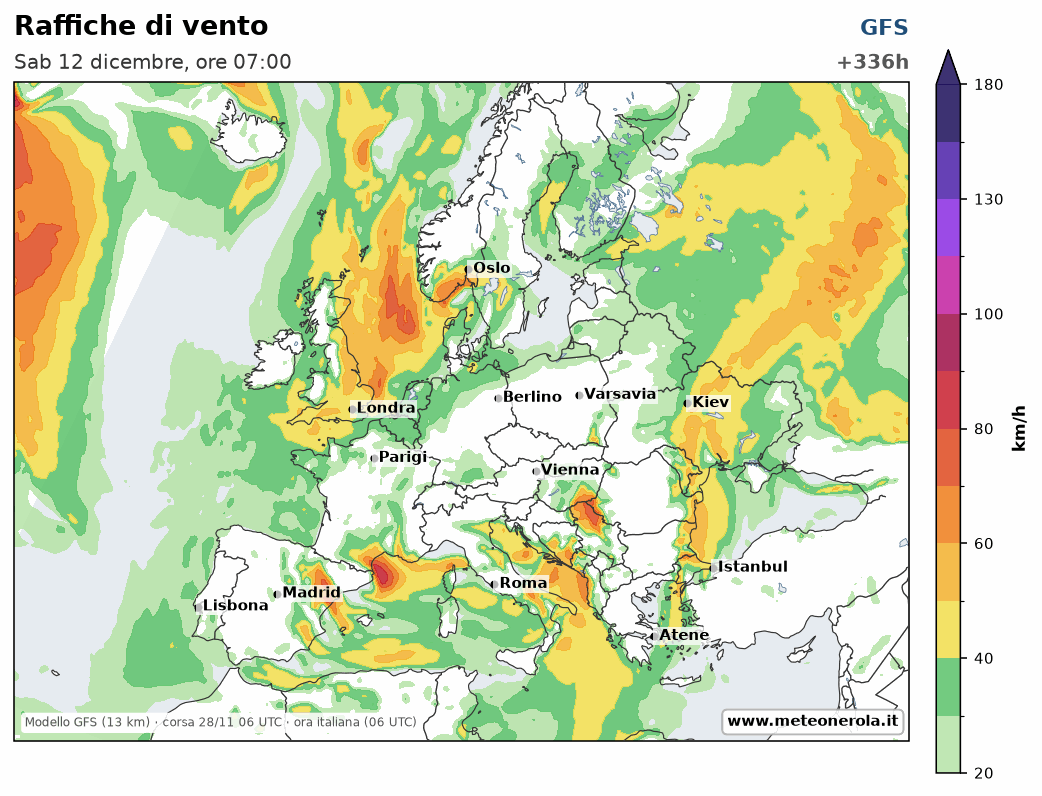 Raffiche di vento
GFS
Sab 12 dicembre, ore 07:00
+336h
180
130
100
80
60
40
20
km/h
Oslo
Londra
Berlino
Varsavia
Kiev
Parigi
Vienna
Istanbul
Roma
Madrid
Lisbona
Atene
Modello GFS (13 km) · corsa 28/11 06 UTC · ora italiana (06 UTC)
www.meteonerola.it